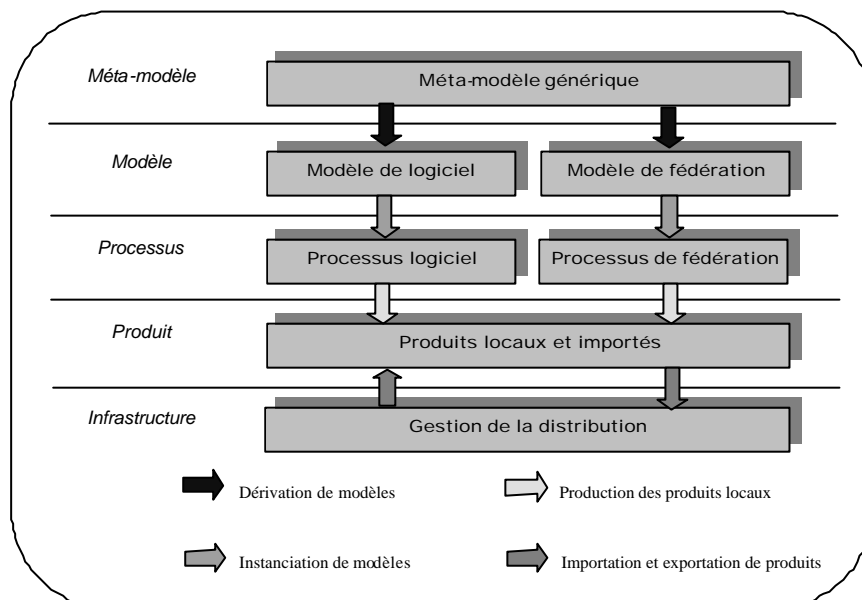 Méta-modèle
Méta-modèle générique
Modèle
Modèle de logiciel
Modèle de fédération
Processus
Processus logiciel
Processus de fédération
Produit
Produits locaux et importés
Infrastructure
Gestion de la distribution
Dérivation de modèles
Production des produits locaux
Instanciation de modèles
Importation et exportation de produits